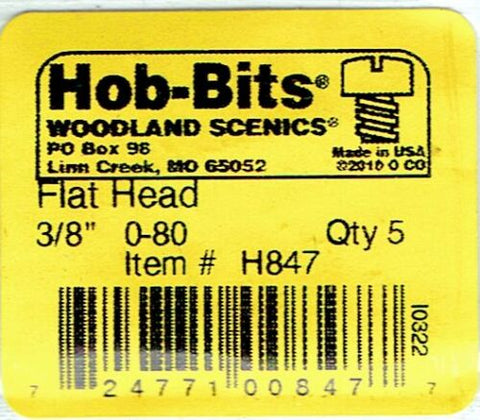 Hob-Bits®
WOODLAND SCENICS®
PO Box 98
Linn Creek, MO 65052
Made in USA
©2010 O CO
Flat Head
3/8" 0-80 Qty 5
Item # H847
10322
7 24771 00847 7